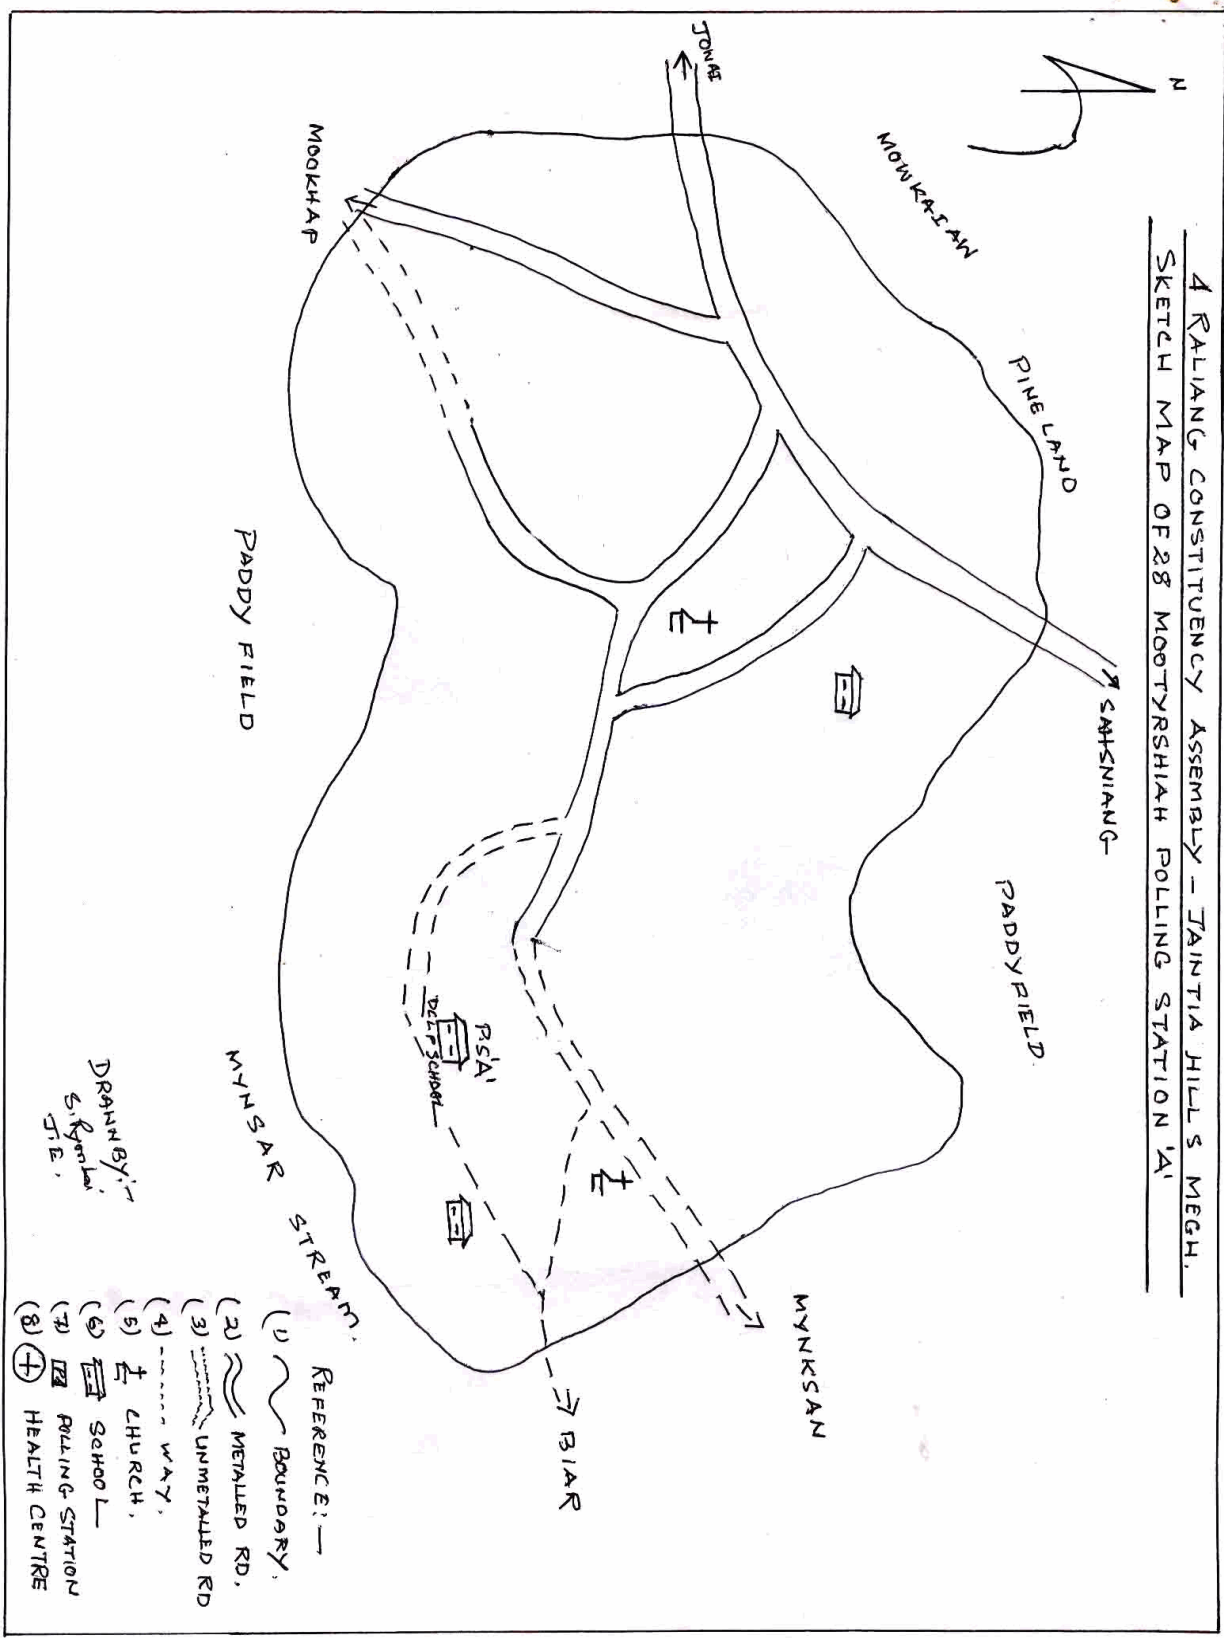 4 RALIANG CONSTITUENCY ASSEMBLY - JAINTIA HILLS MEGH.
SKETCH MAP OF 28 MOOTYRSHIAH POLLING STATION 'A'
N
JOWAI
MOWKAIAW
PINE LAND
SAHSNIANG
PADDYFIELD.
MOOKHAP
PADDY FIELD
P.S 'A'
DCLP SCHOOL
MYNKSAN
BIAR
MYNSAR STREAM.
DRAWN BY:-
J.E.
REFERENCE:-
(1) BOUNDARY.
(2) METALLED RD.
(3) UNMETALLED RD
(4) WAY.
(5) CHURCH.
(6) SCHOOL
(7) POLLING STATION
(8) HEALTH CENTRE